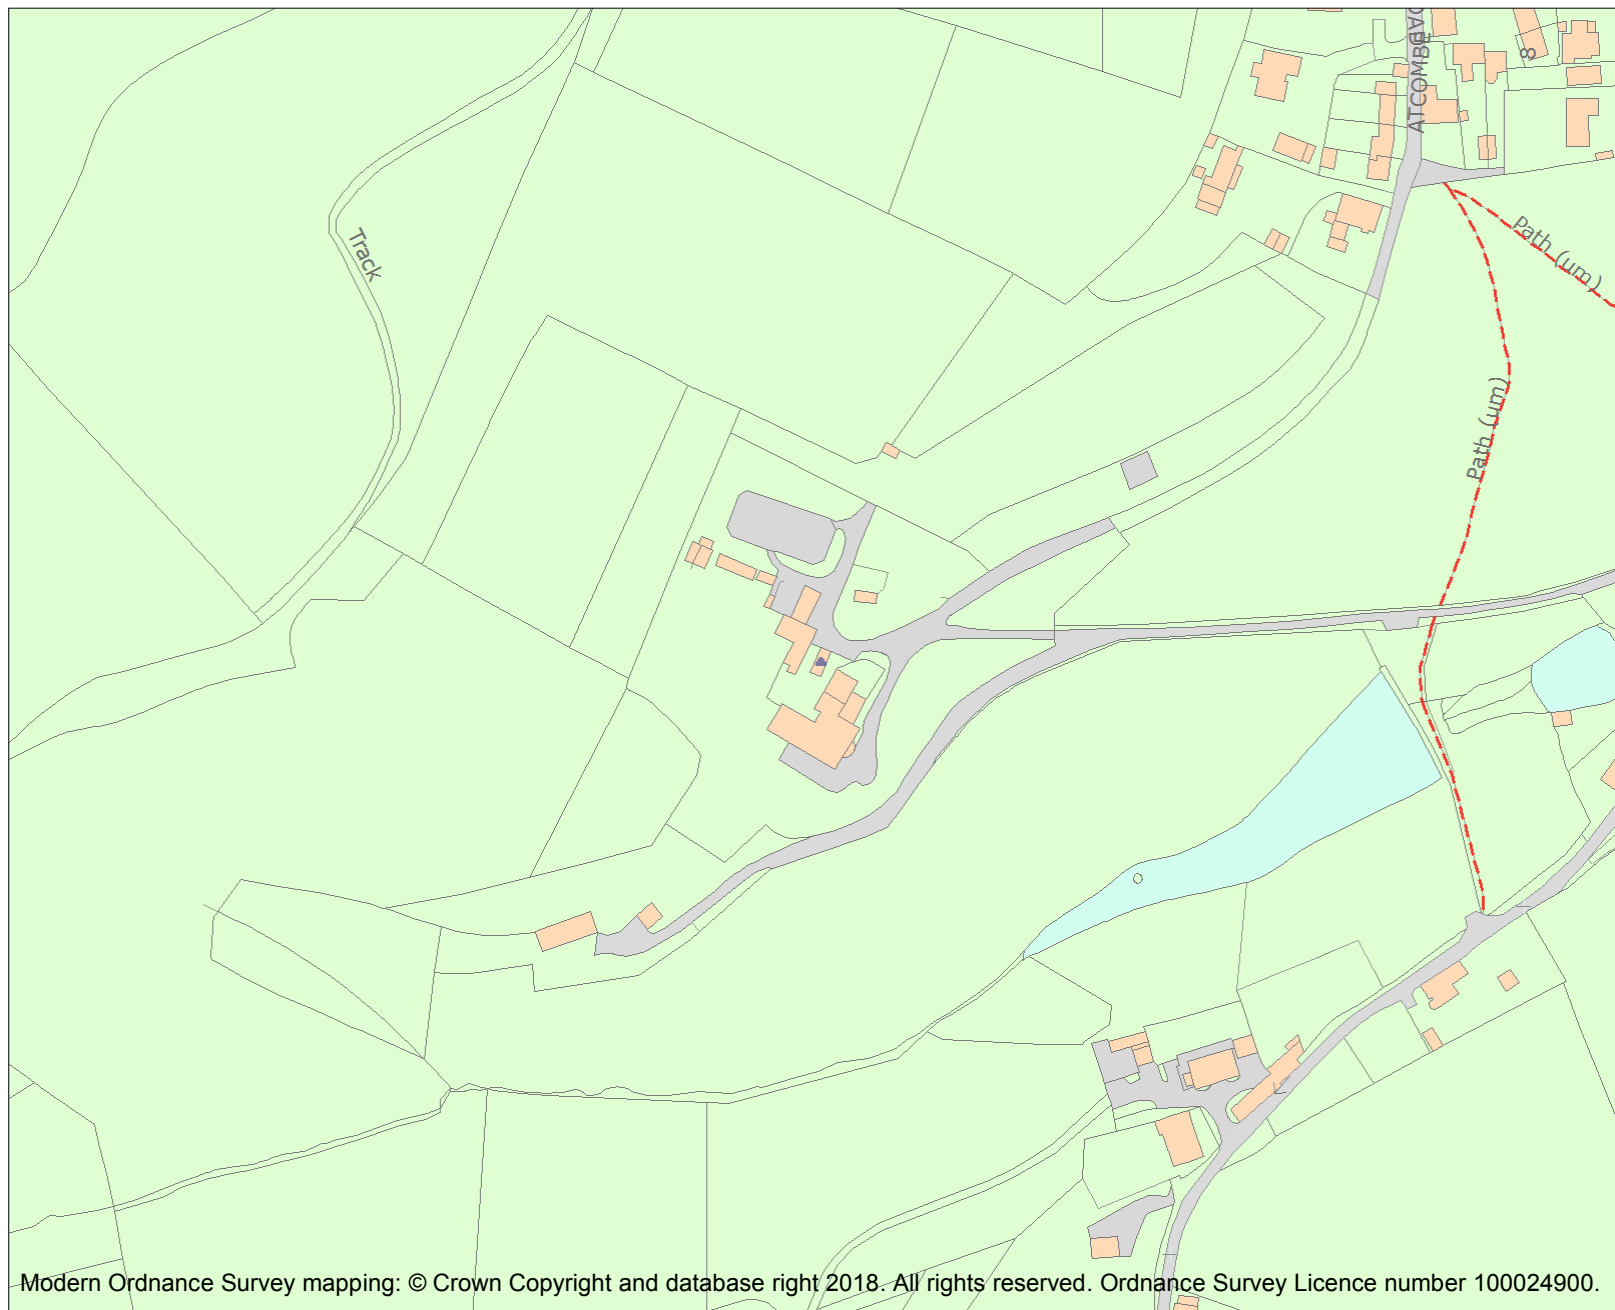 ATCOMBE
8
Track
Path (um)
Path (um)
Modern Ordnance Survey mapping: © Crown Copyright and database right 2018. All rights reserved. Ordnance Survey Licence number 100024900.